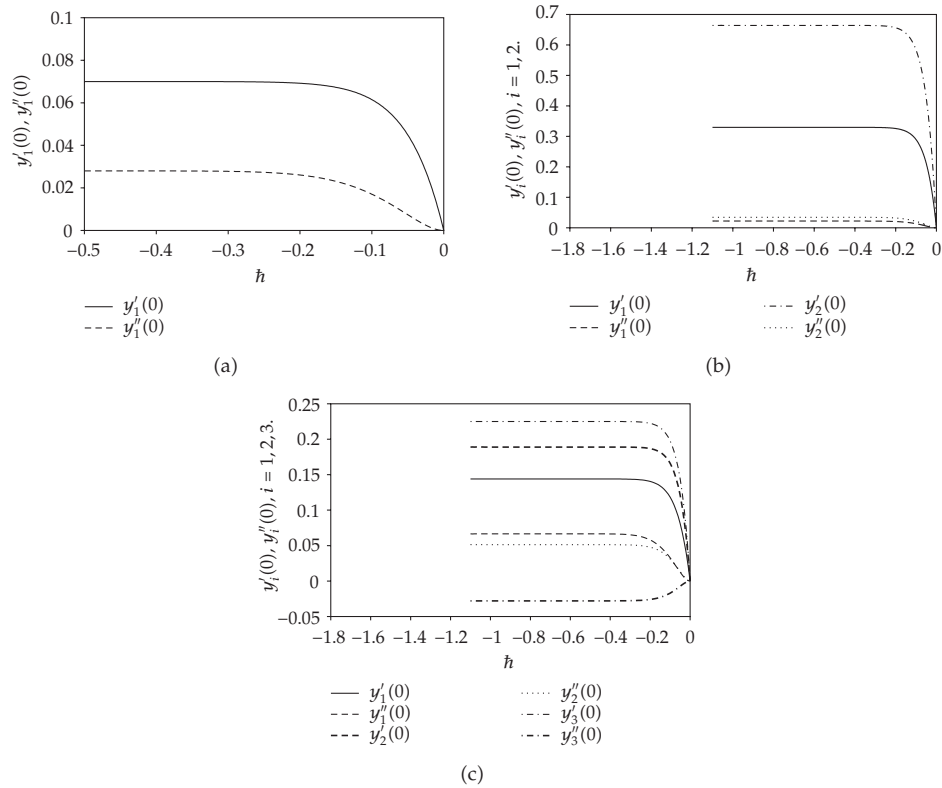 0.1
0.08
0.06
0.04
0.02
0
y′₁(0), y″₁(0)
−0.5 −0.4 −0.3 −0.2 −0.1 0
ħ
y′₁(0)
y″₁(0)
(a)
0.7
0.6
0.5
0.4
0.3
0.2
0.1
0
y′ᵢ(0), y″ᵢ(0), i = 1,2.
−1.8 −1.6 −1.4 −1.2 −1 −0.8 −0.6 −0.4 −0.2 0
ħ
y′₁(0) y′₂(0)
y″₁(0) y″₂(0)
(b)
0.25
0.2
0.15
0.1
0.05
0
−0.05
y′ᵢ(0), y″ᵢ(0), i = 1,2,3.
−1.8 −1.6 −1.4 −1.2 −1 −0.8 −0.6 −0.4 −0.2 0
ħ
y′₁(0) y″₂(0)
y″₁(0) y′₃(0)
y′₂(0) y″₃(0)
(c)